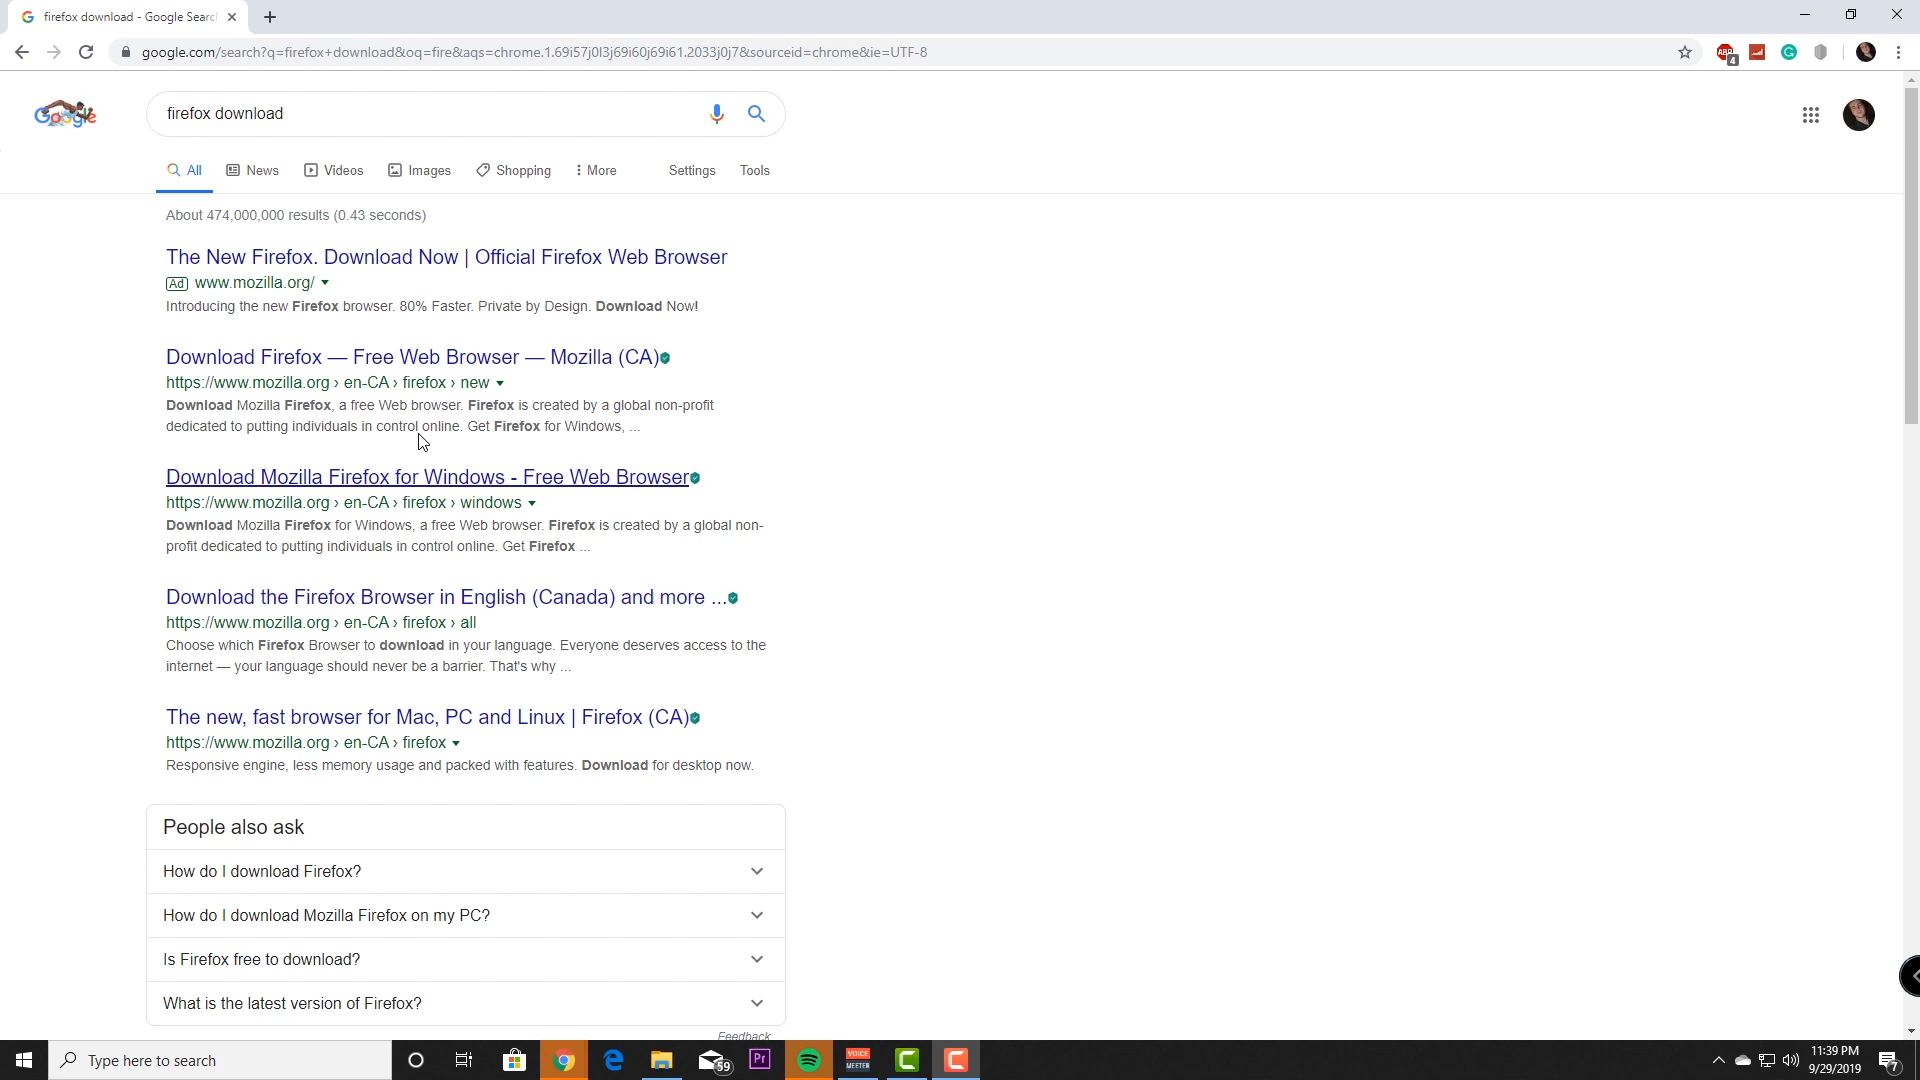 firefox download - Google Searc
google.com/search?q=firefox+download&oq=fire&aqs=chrome.1.69i57j0l3j69i60j69i61.2033j0j7&sourceid=chrome&ie=UTF-8
ABP
4
Google
firefox download
All News Videos Images Shopping More Settings Tools
About 474,000,000 results (0.43 seconds)
The New Firefox. Download Now | Official Firefox Web Browser
Ad www.mozilla.org/
Introducing the new Firefox browser. 80% Faster. Private by Design. Download Now!
Download Firefox — Free Web Browser — Mozilla (CA)
https://www.mozilla.org › en-CA › firefox › new
Download Mozilla Firefox, a free Web browser. Firefox is created by a global non-profit
dedicated to putting individuals in control online. Get Firefox for Windows, ...
Download Mozilla Firefox for Windows - Free Web Browser
https://www.mozilla.org › en-CA › firefox › windows
Download Mozilla Firefox for Windows, a free Web browser. Firefox is created by a global non-
profit dedicated to putting individuals in control online. Get Firefox ...
Download the Firefox Browser in English (Canada) and more ...
https://www.mozilla.org › en-CA › firefox › all
Choose which Firefox Browser to download in your language. Everyone deserves access to the
internet — your language should never be a barrier. That's why ...
The new, fast browser for Mac, PC and Linux | Firefox (CA)
https://www.mozilla.org › en-CA › firefox
Responsive engine, less memory usage and packed with features. Download for desktop now.
People also ask
How do I download Firefox?
How do I download Mozilla Firefox on my PC?
Is Firefox free to download?
What is the latest version of Firefox?
Feedback
Type here to search
59
Pr
VOICE
MEETER
11:39 PM
9/29/2019
7